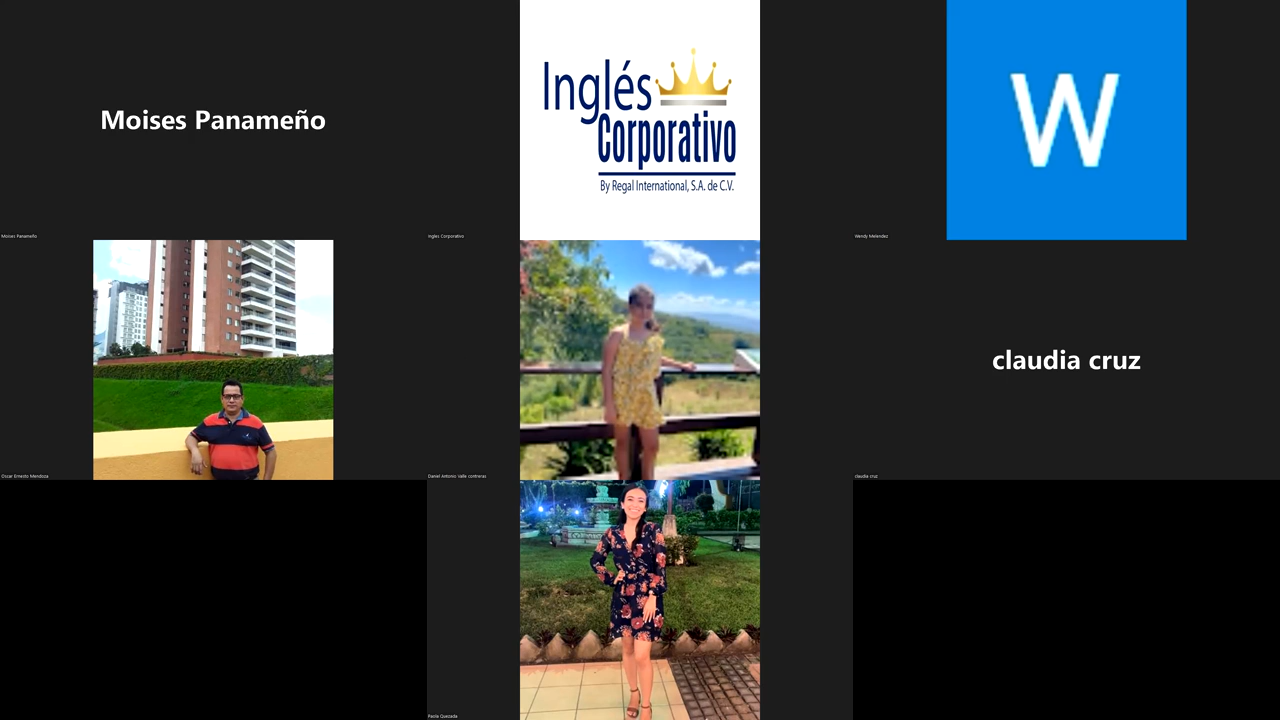 Moises Panameño
Inglés
Corporativo
By Regal International, S.A. de C.V.
W
Moises Panameño
Inglés Corporativo
Wendy Melendez
claudia cruz
Oscar Ernesto Mendoza
Daniel Antonio Valle contreras
claudia cruz
Paola Quezada